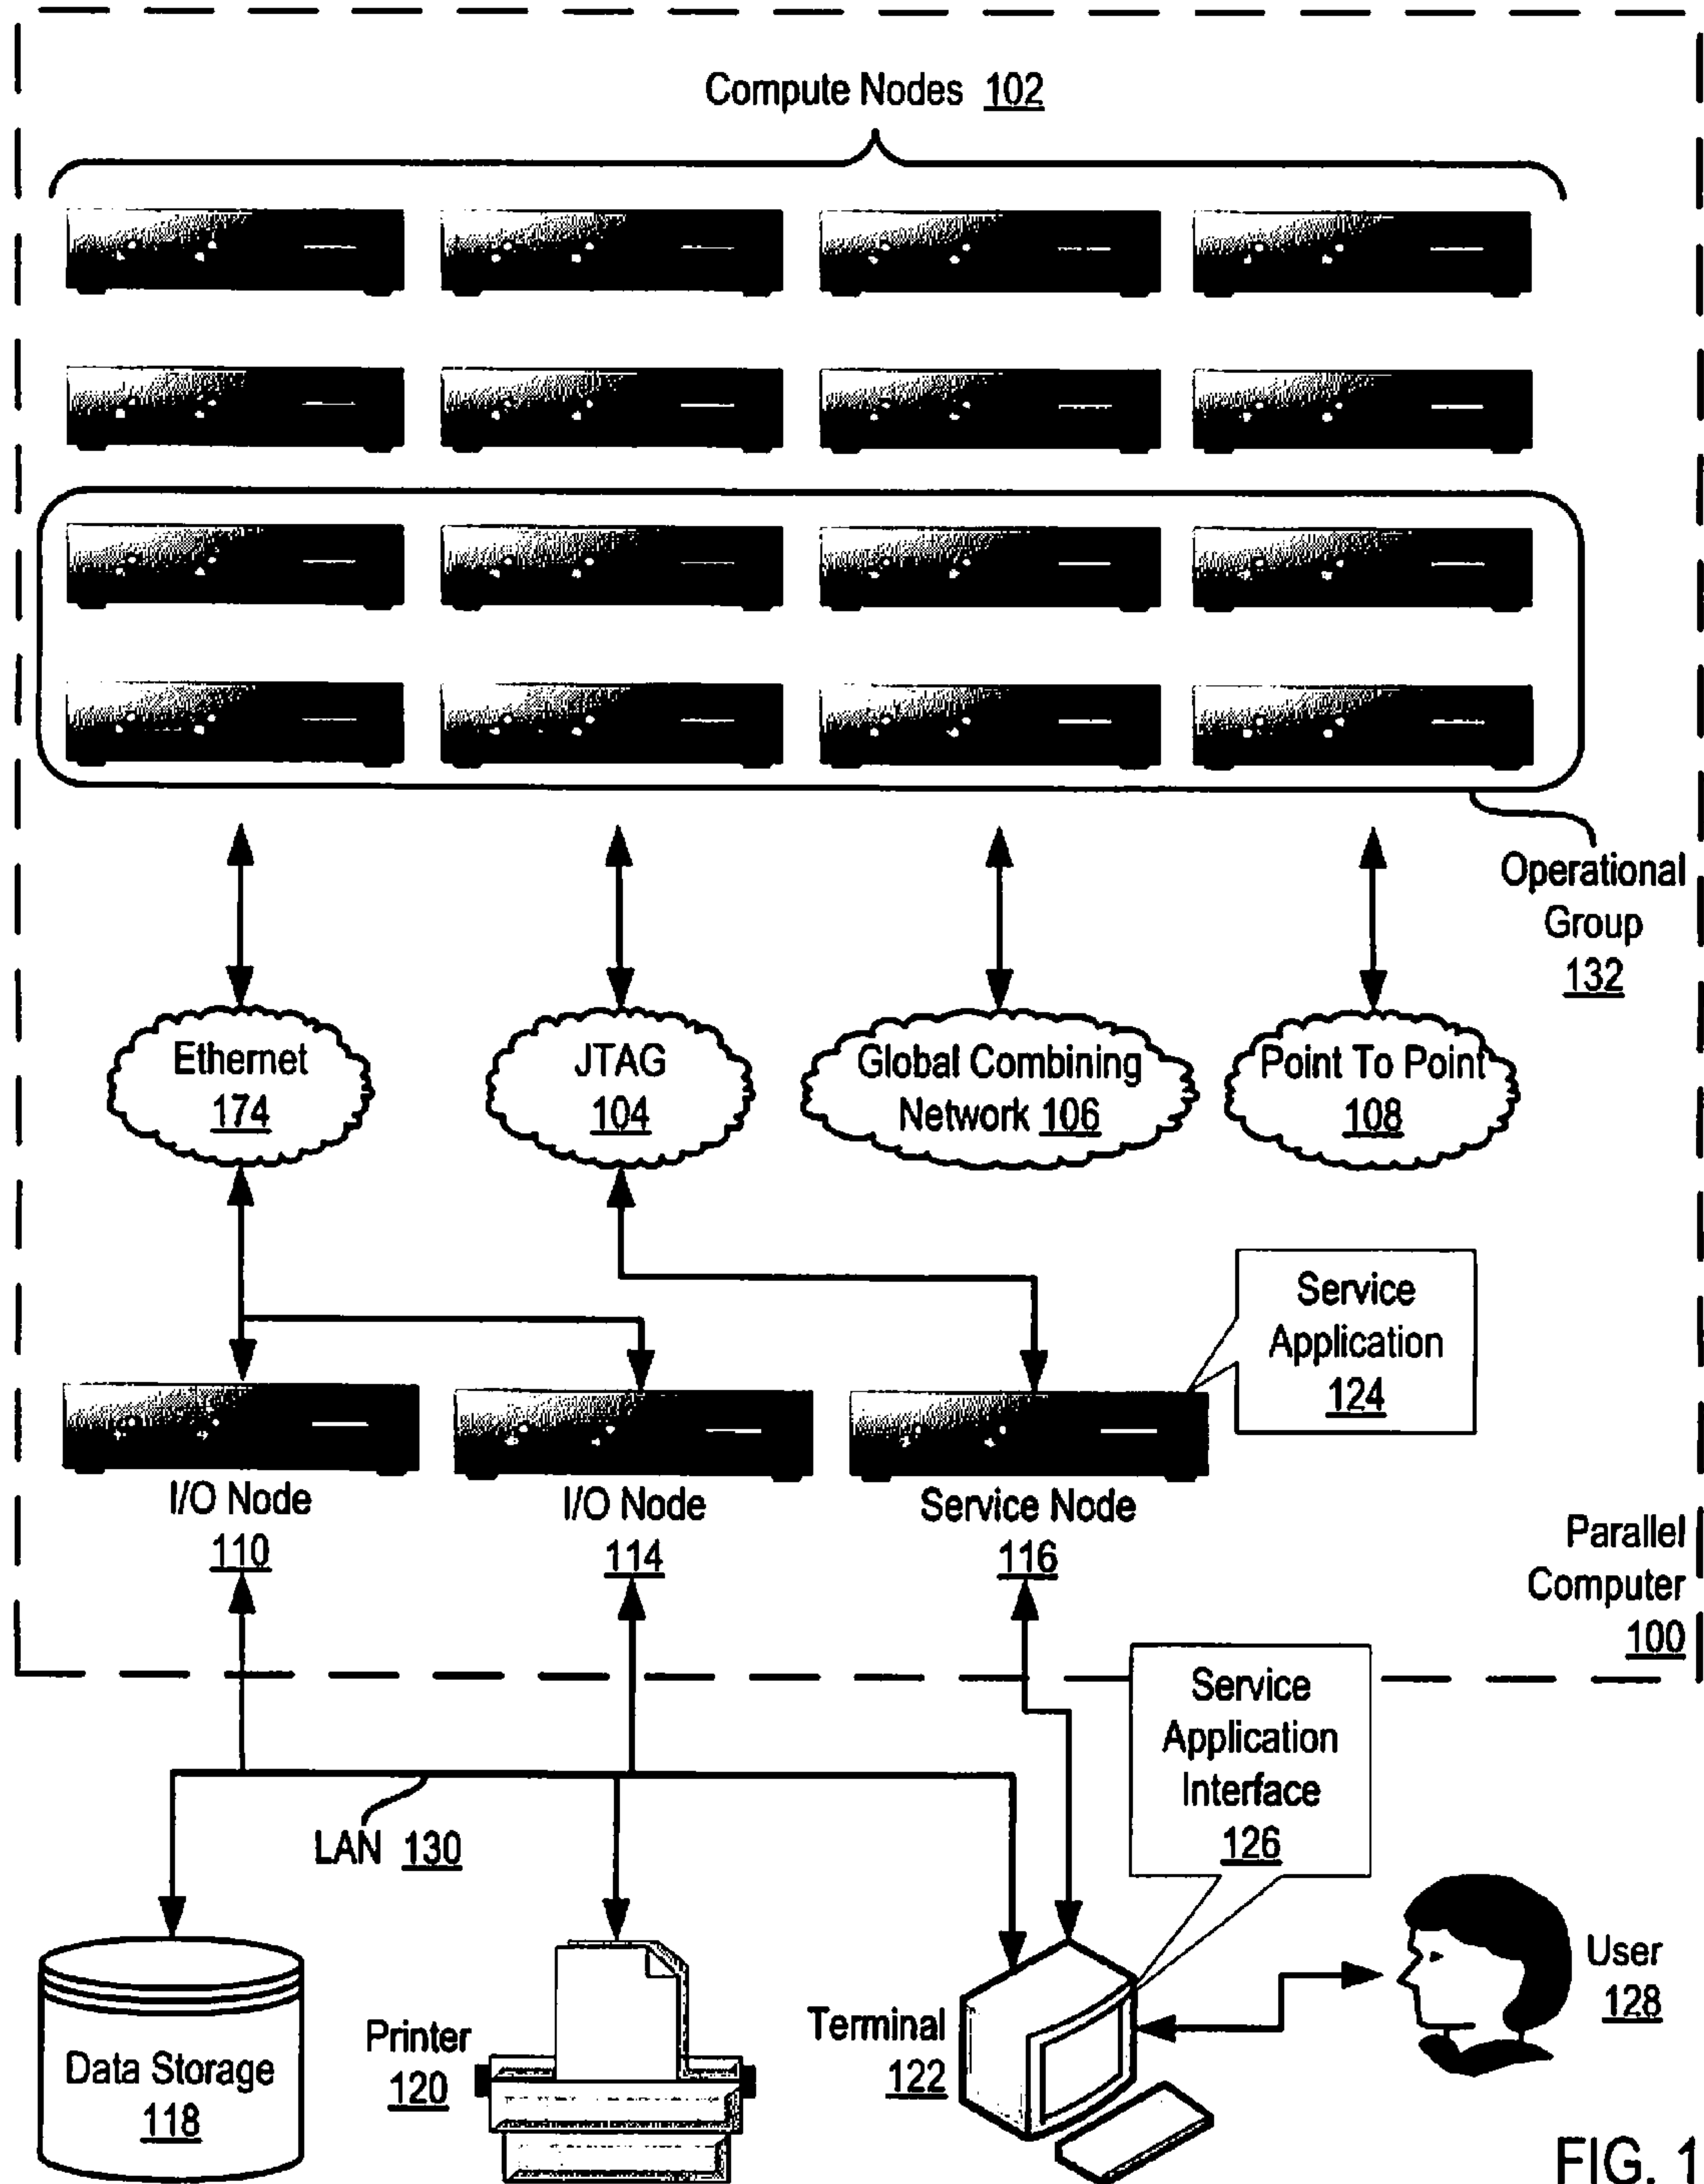 Compute Nodes 102
Operational
Group
132
Ethernet
174
JTAG
104
Global Combining
Network 106
Point To Point
108
Service
Application
124
I/O Node
110
I/O Node
114
Service Node
116
Parallel
Computer
100
Service
Application
Interface
126
LAN 130
Data Storage
118
Printer
120
Terminal
122
User
128
FIG. 1